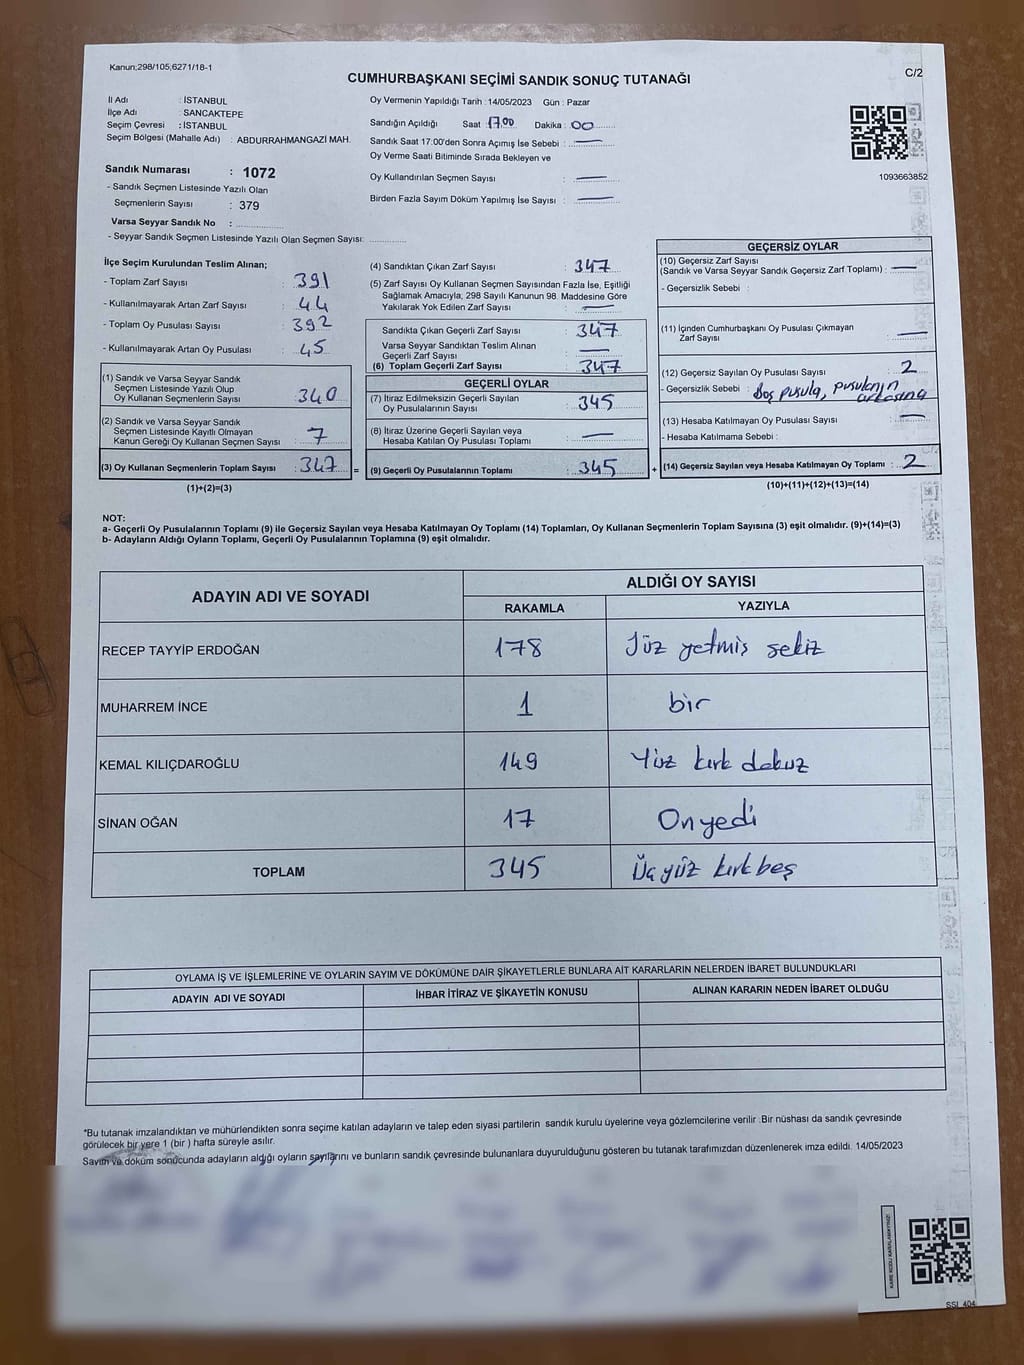 Kanun;298/105;6271/18-1
CUMHURBAŞKANI SEÇİMİ SANDIK SONUÇ TUTANAĞI
C/2
İl Adı : İSTANBUL
İlçe Adı : SANCAKTEPE
Seçim Çevresi : İSTANBUL
Seçim Bölgesi (Mahalle Adı) : ABDURRAHMANGAZİ MAH.
Oy Vermenin Yapıldığı Tarih : 14/05/2023 Gün : Pazar
Sandığın Açıldığı Saat 17.00 Dakika : 00
Sandık Saat 17:00'den Sonra Açımış İse Sebebi : —
Oy Verme Saati Bitiminde Sırada Bekleyen ve
Oy Kullandırılan Seçmen Sayısı : —
Birden Fazla Sayım Döküm Yapılmış İse Sayısı : —
1093663852
Sandık Numarası : 1072
- Sandık Seçmen Listesinde Yazılı Olan
Seçmenlerin Sayısı : 379
Varsa Seyyar Sandık No : ..............
- Seyyar Sandık Seçmen Listesinde Yazılı Olan Seçmen Sayısı: ..............
İlçe Seçim Kurulundan Teslim Alınan;
- Toplam Zarf Sayısı : 391
- Kullanılmayarak Artan Zarf Sayısı : 44
- Toplam Oy Pusulası Sayısı : 392
- Kullanılmayarak Artan Oy Pusulası : 45
(1) Sandık ve Varsa Seyyar Sandık
Seçmen Listesinde Yazılı Olup
Oy Kullanan Seçmenlerin Sayısı : 340
(2) Sandık ve Varsa Seyyar Sandık
Seçmen Listesinde Kayıtlı Olmayan
Kanun Gereği Oy Kullanan Seçmen Sayısı : 7
(3) Oy Kullanan Seçmenlerin Toplam Sayısı : 347 =
(1)+(2)=(3)
(4) Sandıktan Çıkan Zarf Sayısı : 347
(5) Zarf Sayısı Oy Kullanan Seçmen Sayısından Fazla İse, Eşitliği
Sağlamak Amacıyla, 298 Sayılı Kanunun 98. Maddesine Göre
Yakılarak Yok Edilen Zarf Sayısı : —
Sandıkta Çıkan Geçerli Zarf Sayısı : 347
Varsa Seyyar Sandıktan Teslim Alınan
Geçerli Zarf Sayısı : —
(6) Toplam Geçerli Zarf Sayısı : 347
GEÇERLİ OYLAR
(7) İtiraz Edilmeksizin Geçerli Sayılan
Oy Pusulalarının Sayısı : 345
(8) İtiraz Üzerine Geçerli Sayılan veya
Hesaba Katılan Oy Pusulası Toplamı : —
(9) Geçerli Oy Pusulalarının Toplamı : 345 +
GEÇERSİZ OYLAR
(10) Geçersiz Zarf Sayısı
(Sandık ve Varsa Seyyar Sandık Geçersiz Zarf Toplamı) : —
- Geçersizlik Sebebi :
(11) İçinden Cumhurbaşkanı Oy Pusulası Çıkmayan
Zarf Sayısı : —
(12) Geçersiz Sayılan Oy Pusulası Sayısı : 2
- Geçersizlik Sebebi : Boş pusula, pusulanın
arkasına
(13) Hesaba Katılmayan Oy Pusulası Sayısı : —
- Hesaba Katılmama Sebebi :
(14) Geçersiz Sayılan veya Hesaba Katılmayan Oy Toplamı : 2
(10)+(11)+(12)+(13)=(14)
NOT:
a- Geçerli Oy Pusulalarının Toplamı (9) ile Geçersiz Sayılan veya Hesaba Katılmayan Oy Toplamı (14) Toplamları, Oy Kullanan Seçmenlerin Toplam Sayısına (3) eşit olmalıdır. (9)+(14)=(3)
b- Adayların Aldığı Oyların Toplamı, Geçerli Oy Pusulalarının Toplamına (9) eşit olmalıdır.
ADAYIN ADI VE SOYADI
ALDIĞI OY SAYISI
RAKAMLA YAZIYLA
RECEP TAYYİP ERDOĞAN 178 Yüz yetmiş sekiz
MUHARREM İNCE 1 bir
KEMAL KILIÇDAROĞLU 149 Yüz kırk dokuz
SİNAN OĞAN 17 Onyedi
TOPLAM 345 Üçyüz kırkbeş
OYLAMA İŞ VE İŞLEMLERİNE VE OYLARIN SAYIM VE DÖKÜMÜNE DAİR ŞİKAYETLERLE BUNLARA AİT KARARLARIN NELERDEN İBARET BULUNDUKLARI
ADAYIN ADI VE SOYADI İHBAR İTİRAZ VE ŞİKAYETİN KONUSU ALINAN KARARIN NEDEN İBARET OLDUĞU
*Bu tutanak imzalandıktan ve mühürlendikten sonra seçime katılan adayların ve talep eden siyasi partilerin sandık kurulu üyelerine veya gözlemcilerine verilir .Bir nüshası da sandık çevresinde
görülecek bir yere 1 (bir ) hafta süreyle asılır.
Sayım ve döküm sonucunda adayların aldığı oyların sayılarını ve bunların sandık çevresinde bulunanlara duyurulduğunu gösteren bu tutanak tarafımızdan düzenlenerek imza edildi. 14/05/2023
KARE KODU KARALAMAYINIZ!
SSI_404